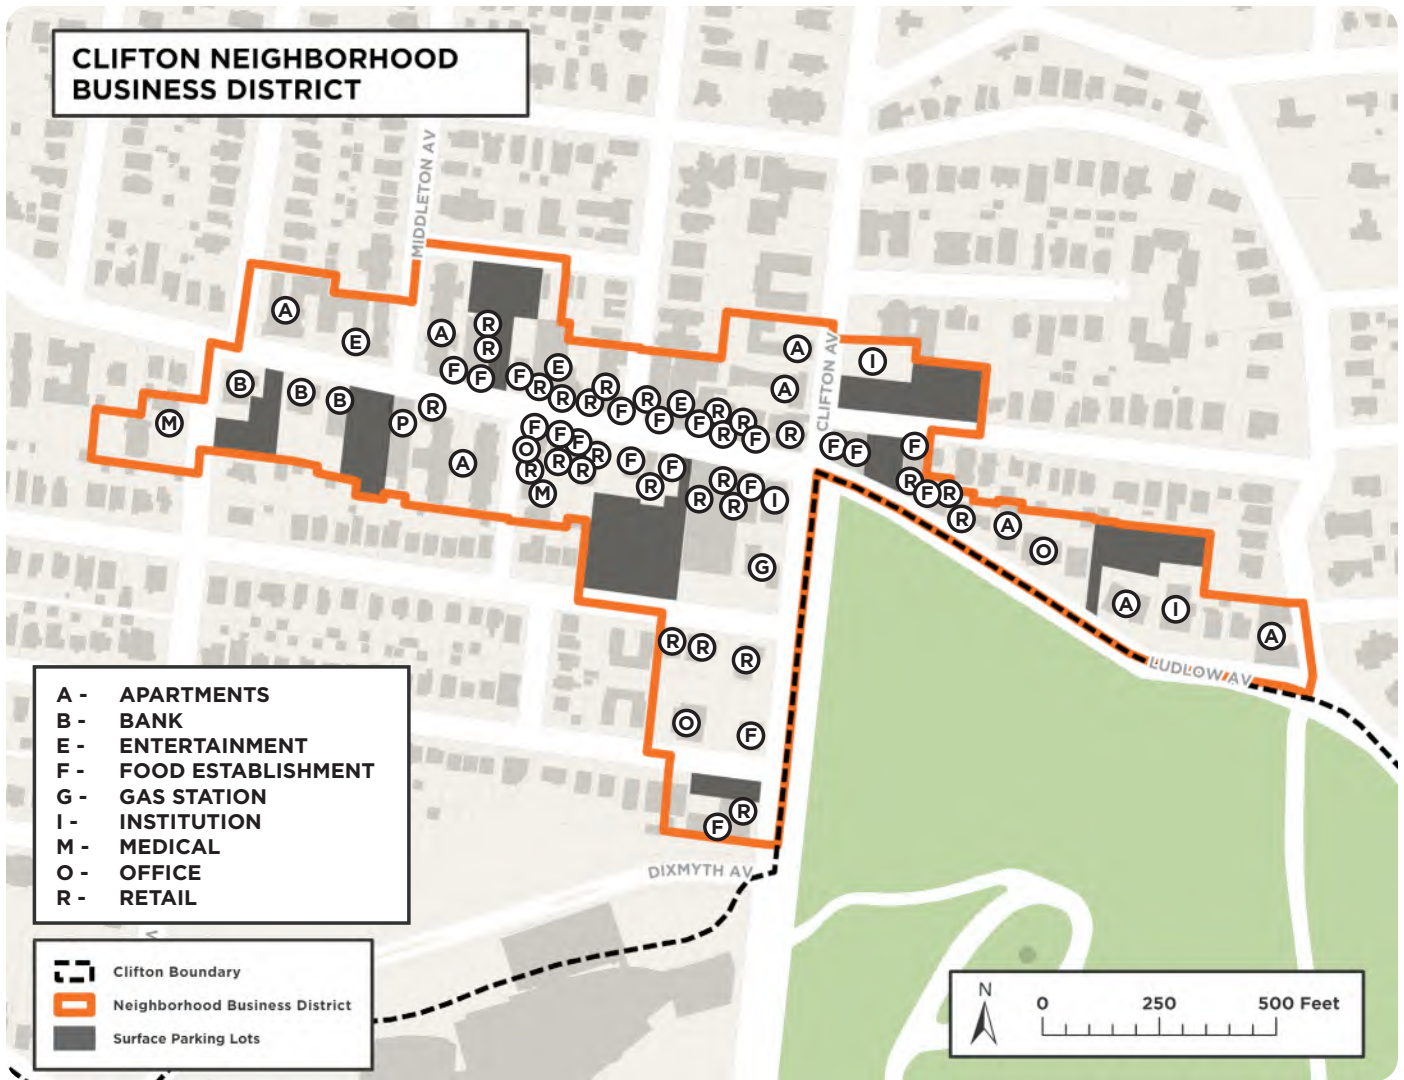 CLIFTON NEIGHBORHOOD
BUSINESS DISTRICT
MIDDLETON AV
CLIFTON AV
A
E
A
R
R
F
F
F
E
R
R
R
R
F
R
F
E
F
R
R
R
F
R
A
A
I
M
B
B
B
P
R
A
F
F
F
O
R
R
R
R
M
F
R
F
R
R
R
F
I
G
F
F
F
R
F
R
R
A
O
A
I
A
LUDLOW AV
R
R
R
O
F
R
F
DIXMYTH AV
A - APARTMENTS
B - BANK
E - ENTERTAINMENT
F - FOOD ESTABLISHMENT
G - GAS STATION
I - INSTITUTION
M - MEDICAL
O - OFFICE
R - RETAIL
Clifton Boundary
Neighborhood Business District
Surface Parking Lots
N
0 250 500 Feet